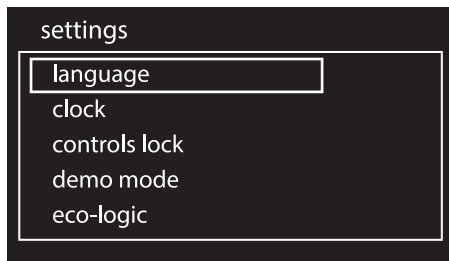 settings
language
clock
controls lock
demo mode
eco-logic